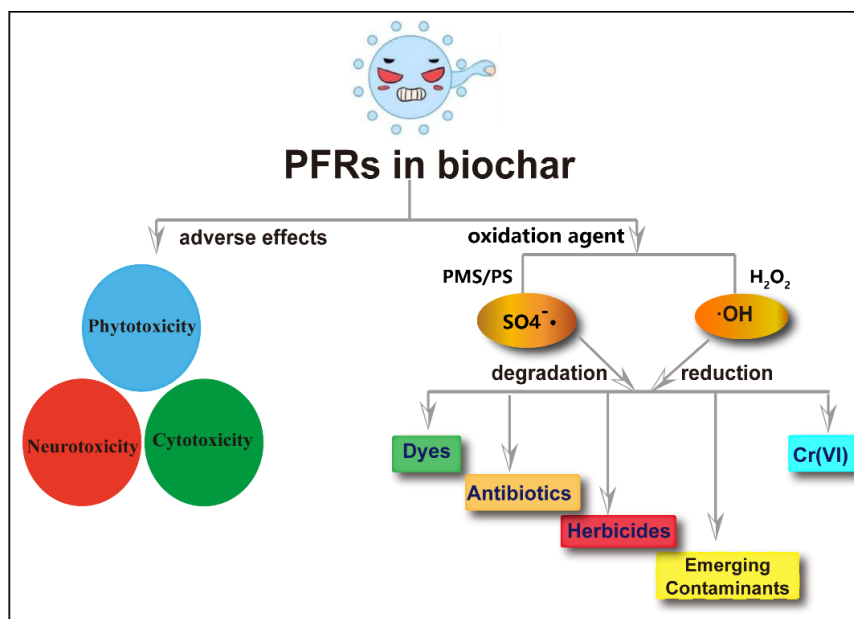 PFRs in biochar
adverse effects
oxidation agent
PMS/PS
H₂O₂
SO4⁻•
·OH
degradation
reduction
Phytotoxicity
Neurotoxicity
Cytotoxicity
Dyes
Antibiotics
Herbicides
Emerging
Contaminants
Cr(VI)